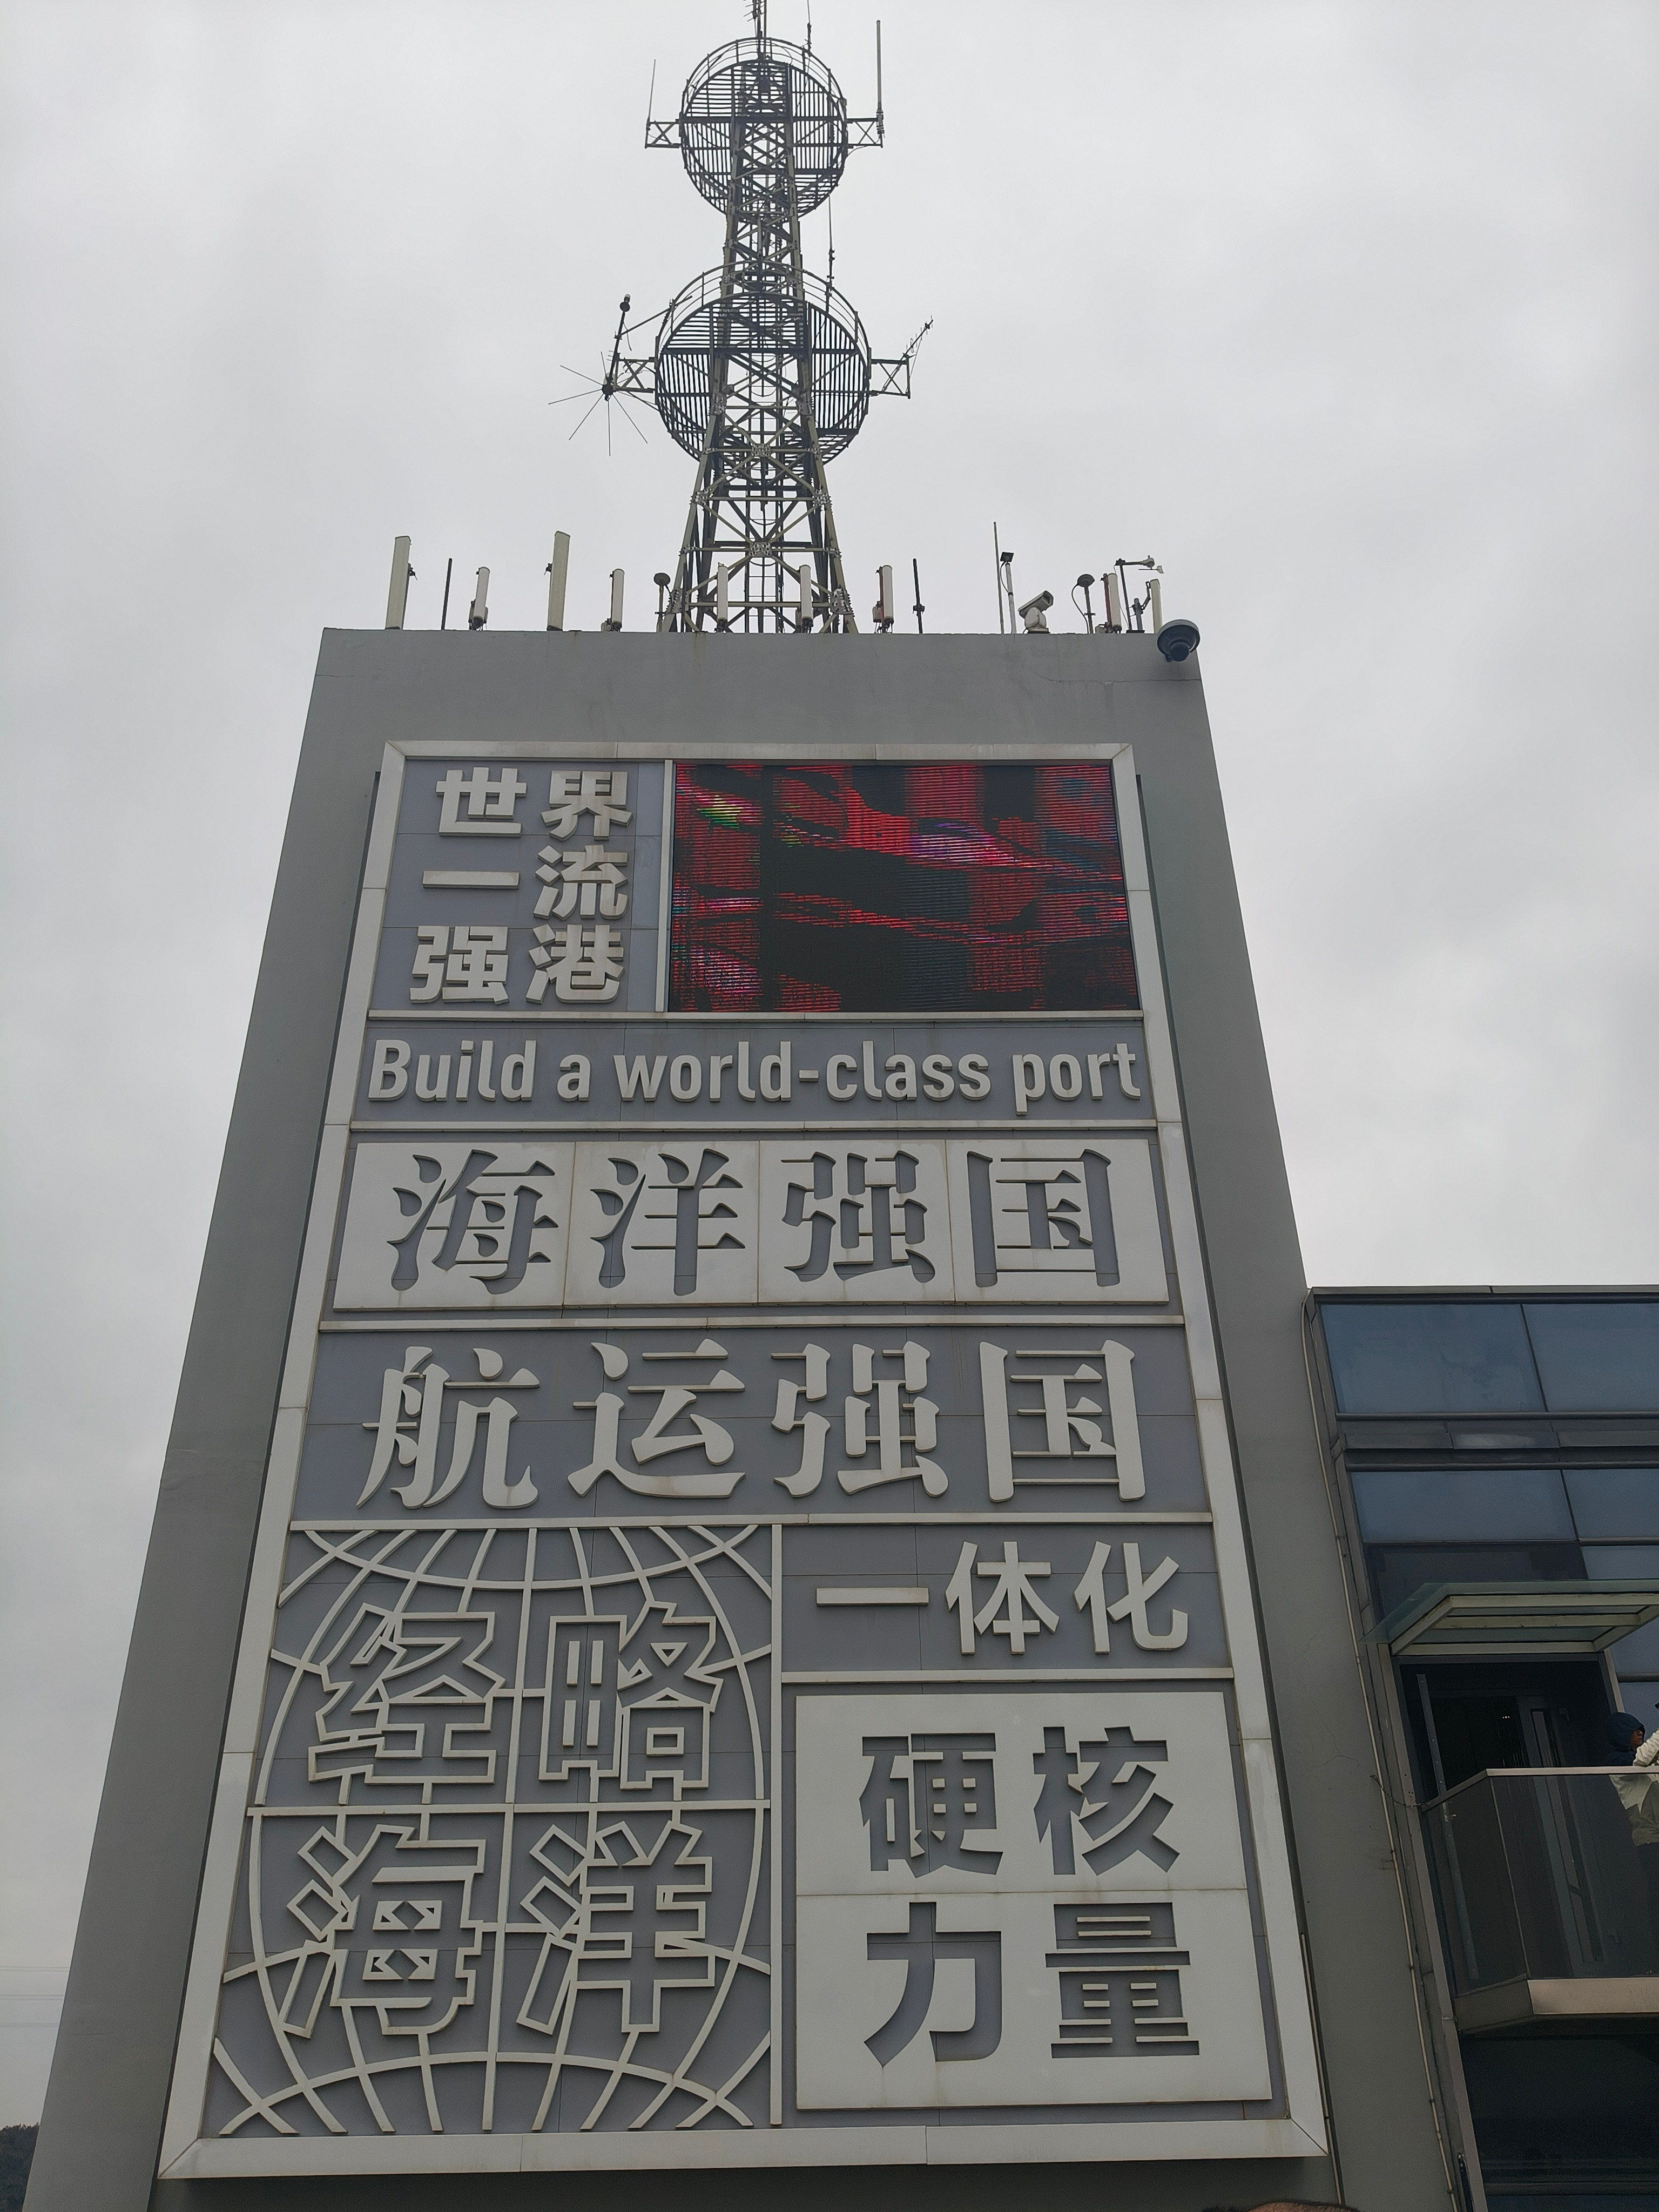 世界
一流
强港
Build a world-class port
海洋强国
航运强国
经略
海洋
一体化
硬核
力量